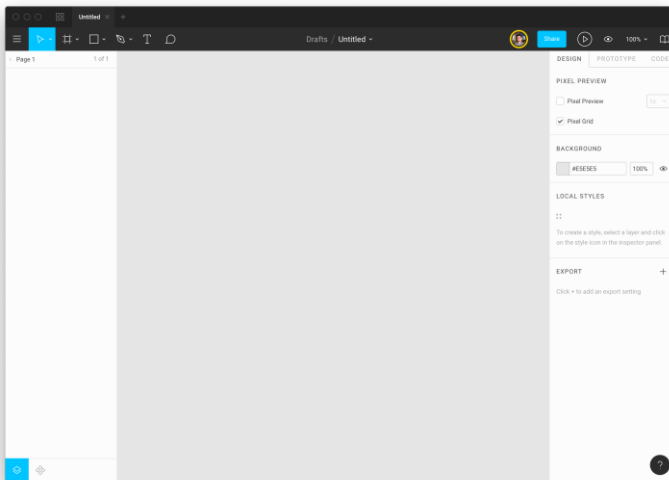 Untitled
Drafts / Untitled
Share
100%
Page 1
1 of 1
DESIGN
PROTOTYPE
CODE
PIXEL PREVIEW
Pixel Preview
1x
Pixel Grid
BACKGROUND
#E5E5E5
100%
LOCAL STYLES
To create a style, select a layer and click
on the style icon in the inspector panel.
EXPORT
Click + to add an export setting
?